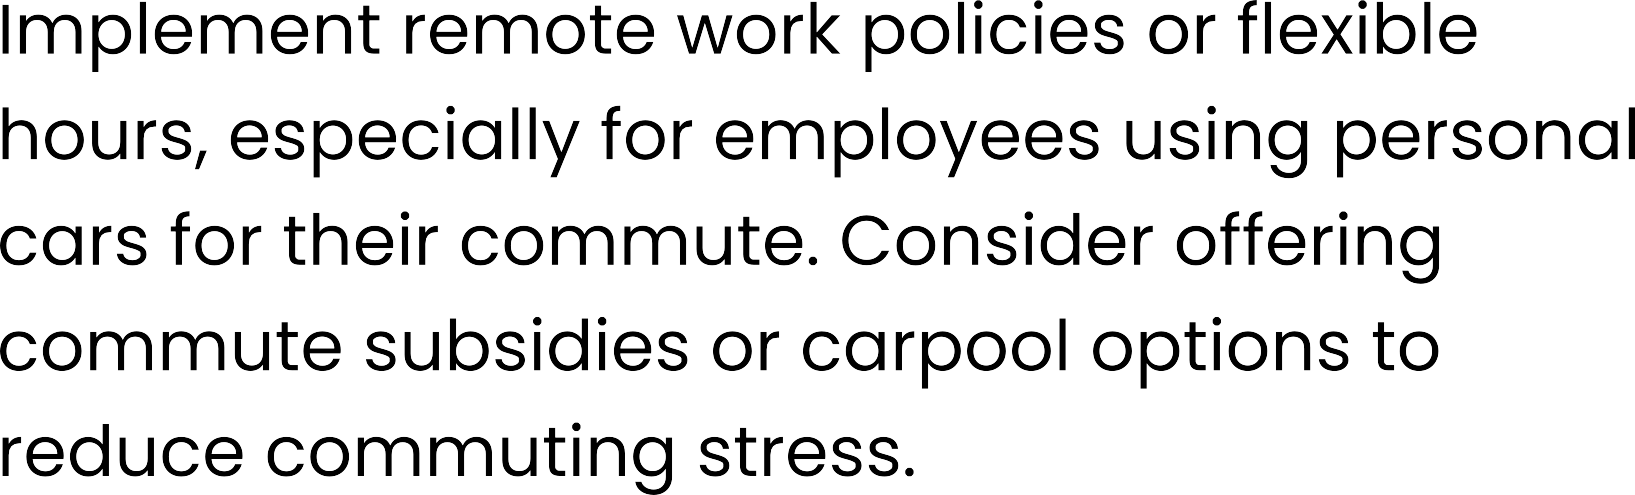 Implement remote work policies or flexible
hours, especially for employees using personal
cars for their commute. Consider offering
commute subsidies or carpool options to
reduce commuting stress.